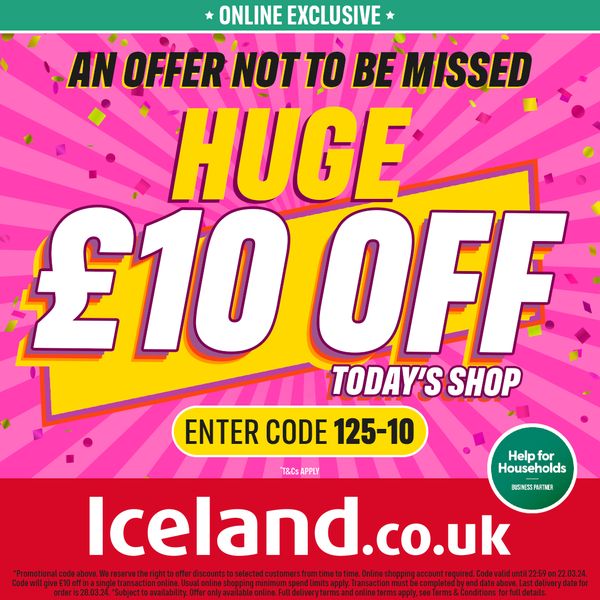 ★ ONLINE EXCLUSIVE ★
AN OFFER NOT TO BE MISSED
HUGE
£10 OFF
TODAY'S SHOP
ENTER CODE 125-10
*T&Cs APPLY
Help for
Households
BUSINESS PARTNER
Iceland.co.uk
*Promotional code above. We reserve the right to offer discounts to selected customers from time to time. Online shopping account required. Code valid until 22:59 on 22.03.24.
Code will give £10 off in a single transaction online. Usual online shopping minimum spend limits apply. Transaction must be completed by end date above. Last delivery date for
order is 28.03.24. *Subject to availability. Offer only available online. Full delivery terms and online terms apply, see Terms & Conditions for full details.